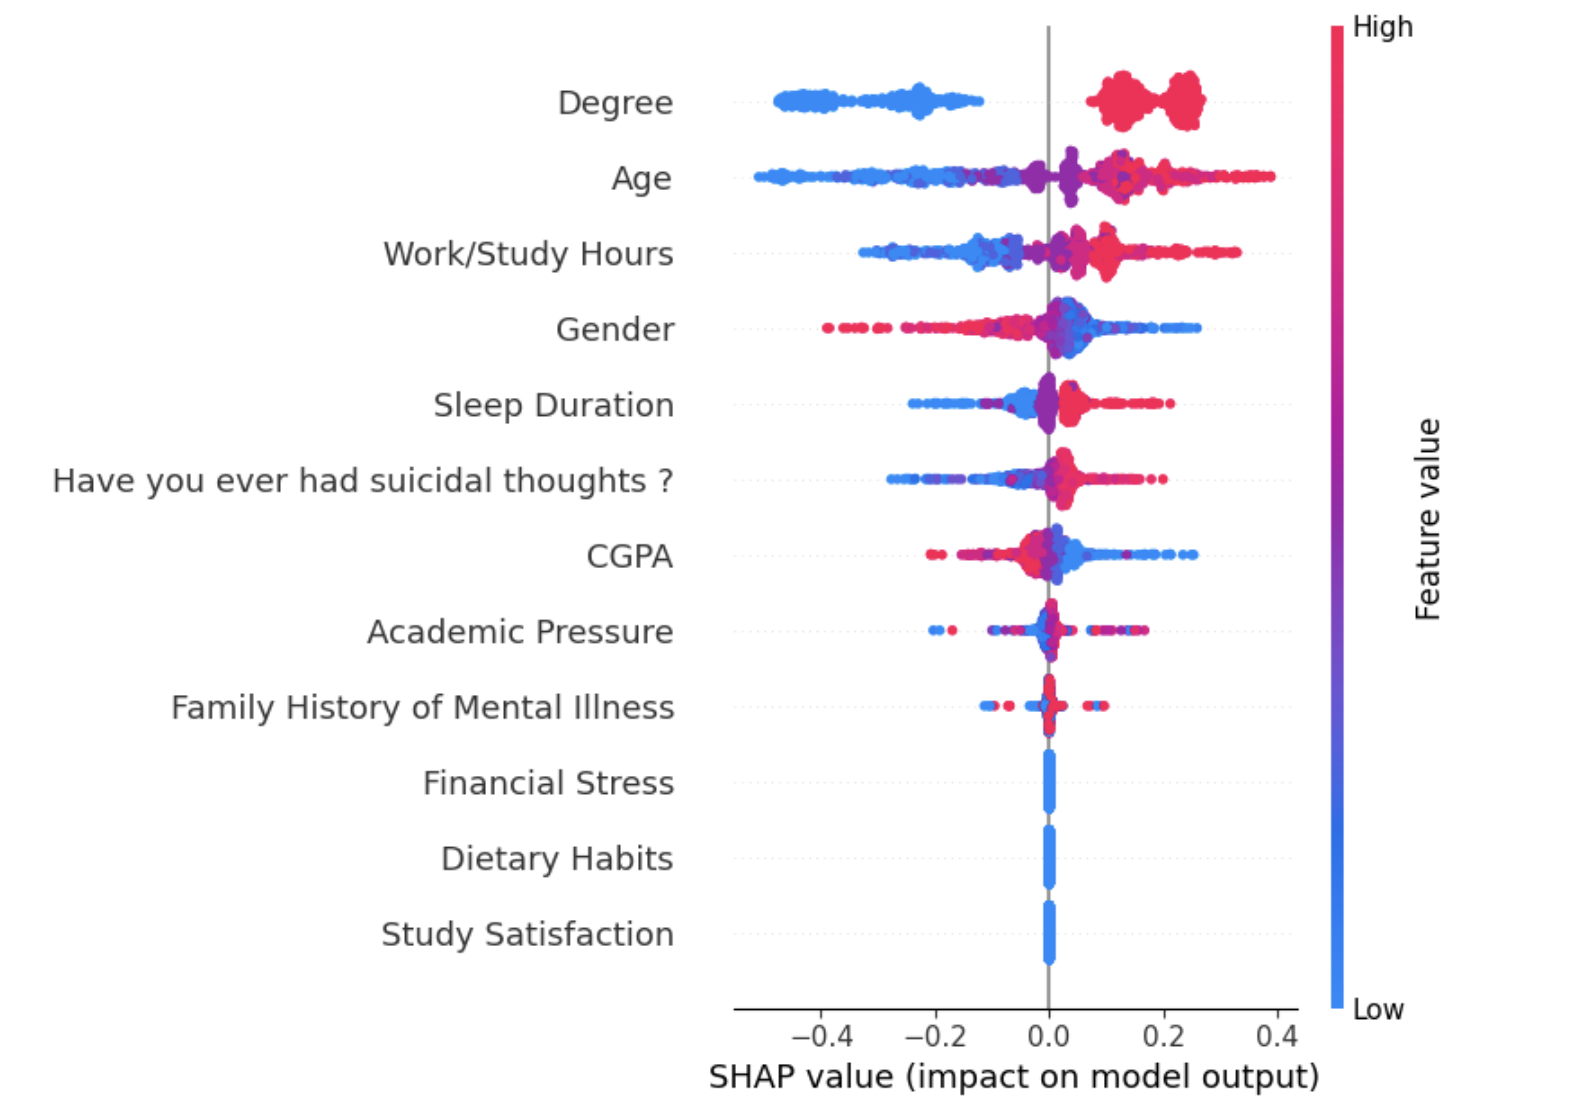 High
Degree
Age
Work/Study Hours
Gender
Sleep Duration
Have you ever had suicidal thoughts ?
CGPA
Academic Pressure
Family History of Mental Illness
Financial Stress
Dietary Habits
Study Satisfaction
Feature value
Low
−0.4 −0.2 0.0 0.2 0.4
SHAP value (impact on model output)